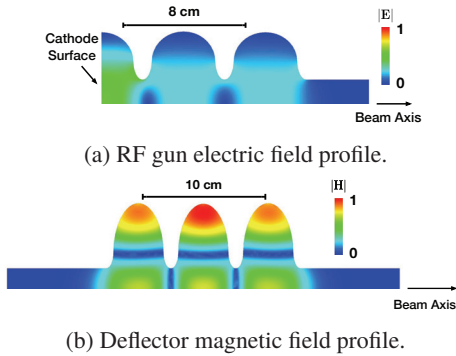 8 cm
|E|
1
0
Cathode
Surface
Beam Axis
(a) RF gun electric field profile.
10 cm
|H|
1
0
Beam Axis
(b) Deflector magnetic field profile.